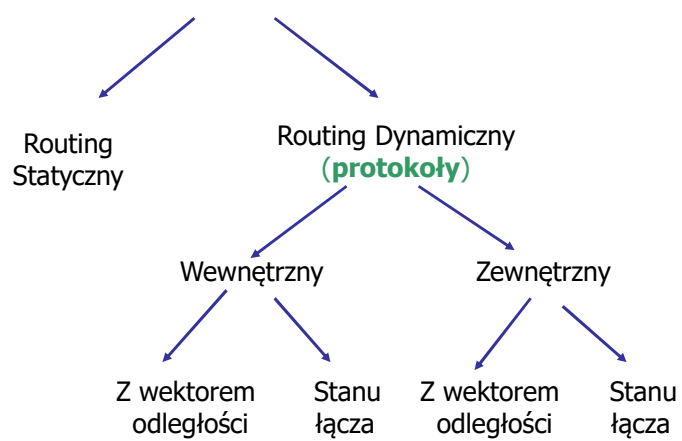 Routing
Statyczny
Routing Dynamiczny
(protokoły)
Wewnętrzny
Zewnętrzny
Z wektorem
odległości
Stanu
łącza
Z wektorem
odległości
Stanu
łącza